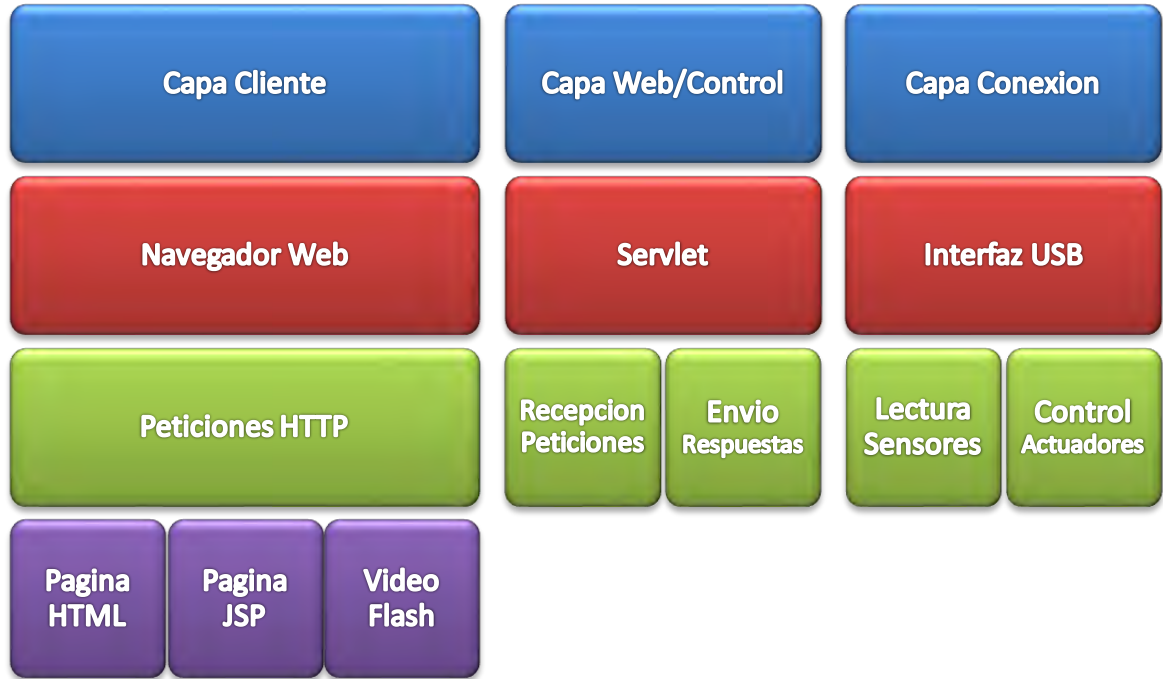 Capa Cliente
Capa Web/Control
Capa Conexion
Navegador Web
Servlet
Interfaz USB
Peticiones HTTP
Recepcion
Peticiones
Envio
Respuestas
Lectura
Sensores
Control
Actuadores
Pagina
HTML
Pagina
JSP
Video
Flash